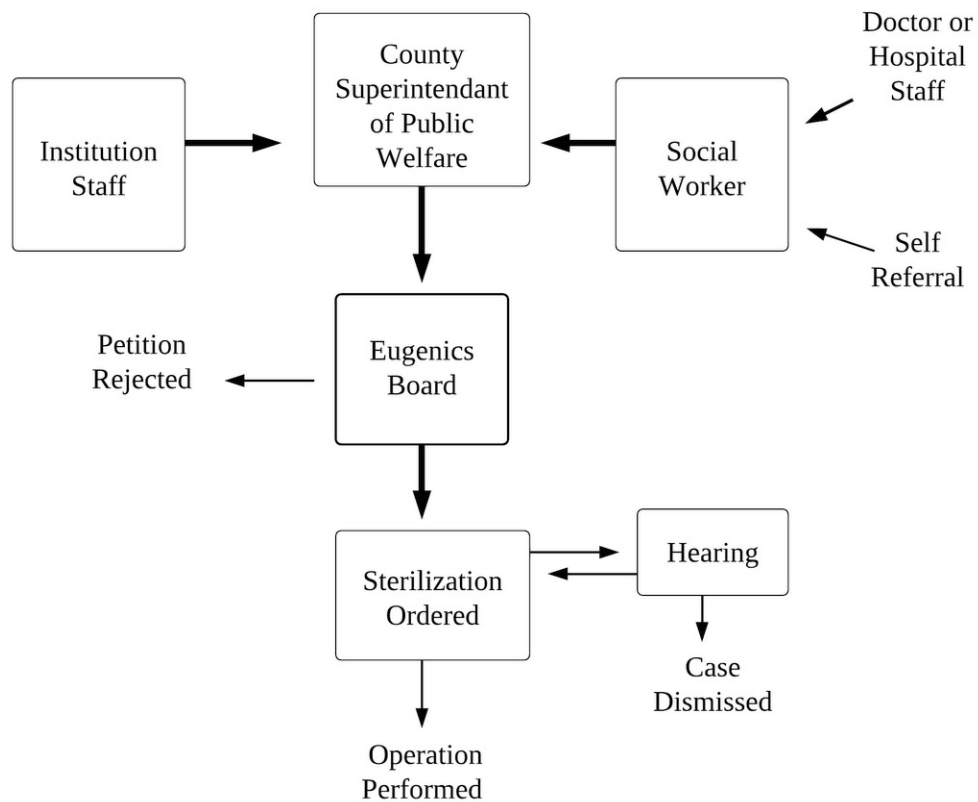 Doctor or
Hospital
Staff
County
Superintendant
of Public
Welfare
Institution
Staff
Social
Worker
Self
Referral
Petition
Rejected
Eugenics
Board
Hearing
Sterilization
Ordered
Case
Dismissed
Operation
Performed